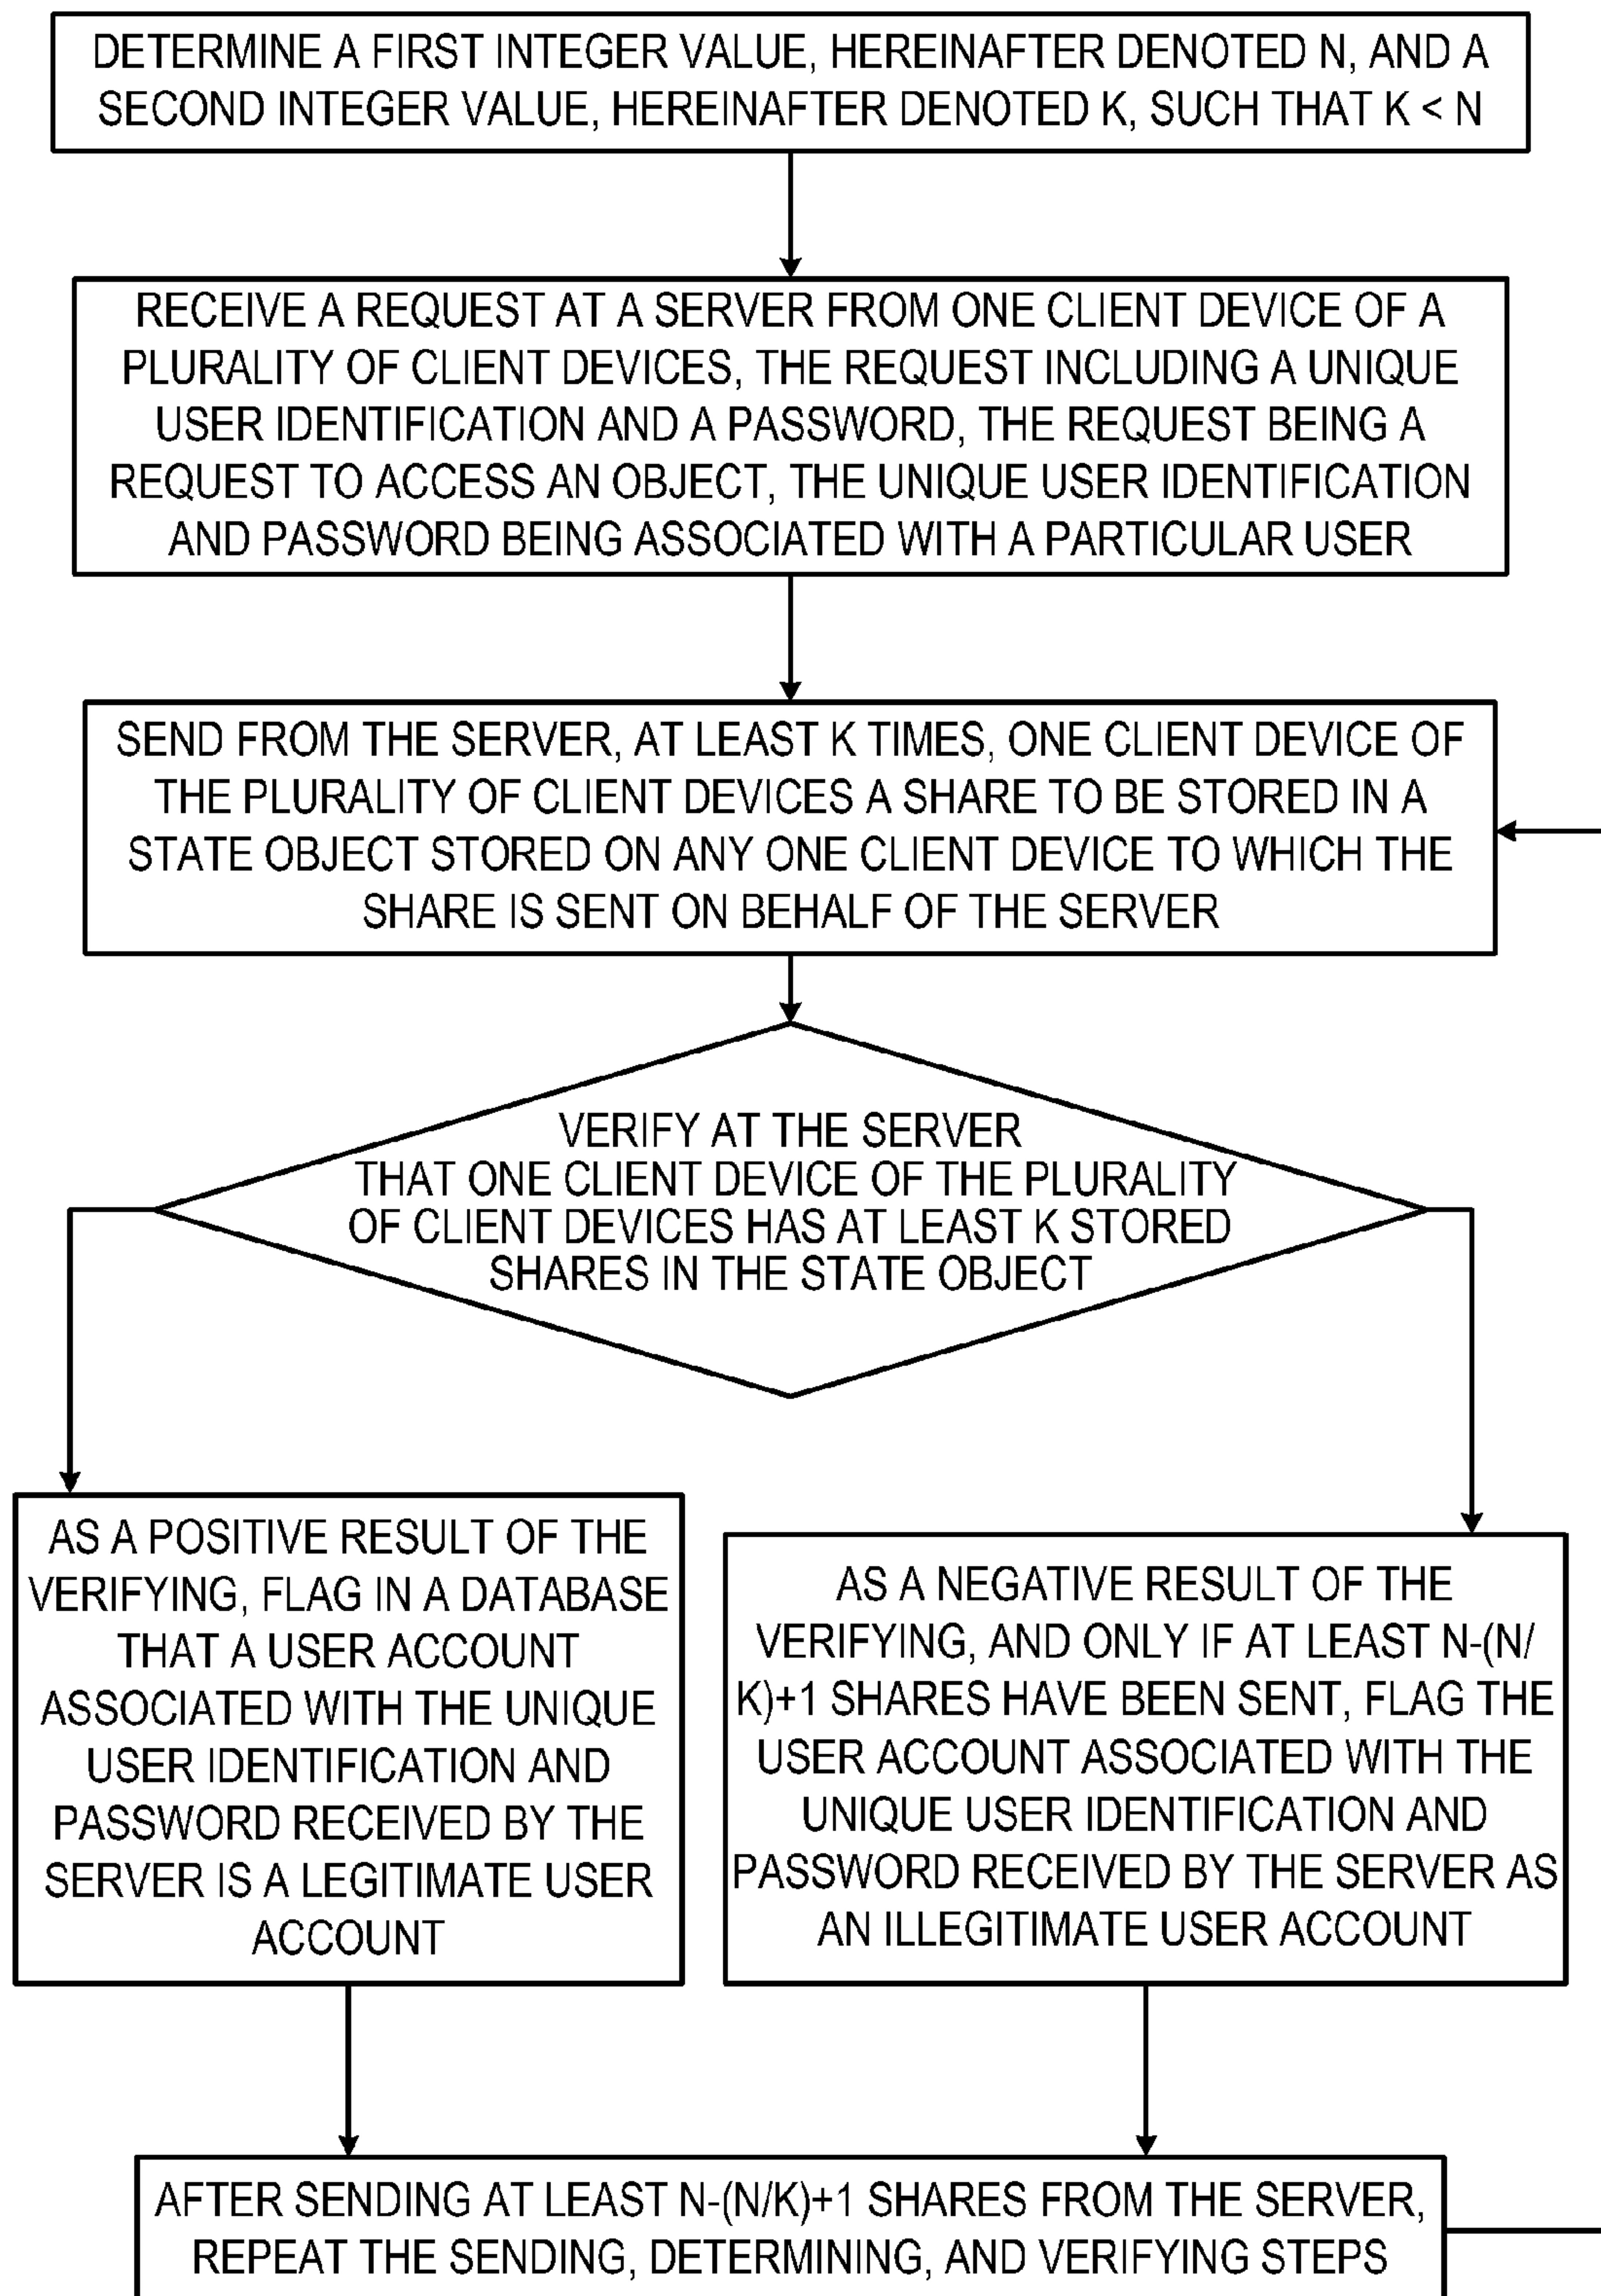 DETERMINE A FIRST INTEGER VALUE, HEREINAFTER DENOTED N, AND A
SECOND INTEGER VALUE, HEREINAFTER DENOTED K, SUCH THAT K < N
RECEIVE A REQUEST AT A SERVER FROM ONE CLIENT DEVICE OF A
PLURALITY OF CLIENT DEVICES, THE REQUEST INCLUDING A UNIQUE
USER IDENTIFICATION AND A PASSWORD, THE REQUEST BEING A
REQUEST TO ACCESS AN OBJECT, THE UNIQUE USER IDENTIFICATION
AND PASSWORD BEING ASSOCIATED WITH A PARTICULAR USER
SEND FROM THE SERVER, AT LEAST K TIMES, ONE CLIENT DEVICE OF
THE PLURALITY OF CLIENT DEVICES A SHARE TO BE STORED IN A
STATE OBJECT STORED ON ANY ONE CLIENT DEVICE TO WHICH THE
SHARE IS SENT ON BEHALF OF THE SERVER
VERIFY AT THE SERVER
THAT ONE CLIENT DEVICE OF THE PLURALITY
OF CLIENT DEVICES HAS AT LEAST K STORED
SHARES IN THE STATE OBJECT
AS A POSITIVE RESULT OF THE
VERIFYING, FLAG IN A DATABASE
THAT A USER ACCOUNT
ASSOCIATED WITH THE UNIQUE
USER IDENTIFICATION AND
PASSWORD RECEIVED BY THE
SERVER IS A LEGITIMATE USER
ACCOUNT
AS A NEGATIVE RESULT OF THE
VERIFYING, AND ONLY IF AT LEAST N-(N/
K)+1 SHARES HAVE BEEN SENT, FLAG THE
USER ACCOUNT ASSOCIATED WITH THE
UNIQUE USER IDENTIFICATION AND
PASSWORD RECEIVED BY THE SERVER AS
AN ILLEGITIMATE USER ACCOUNT
AFTER SENDING AT LEAST N-(N/K)+1 SHARES FROM THE SERVER,
REPEAT THE SENDING, DETERMINING, AND VERIFYING STEPS